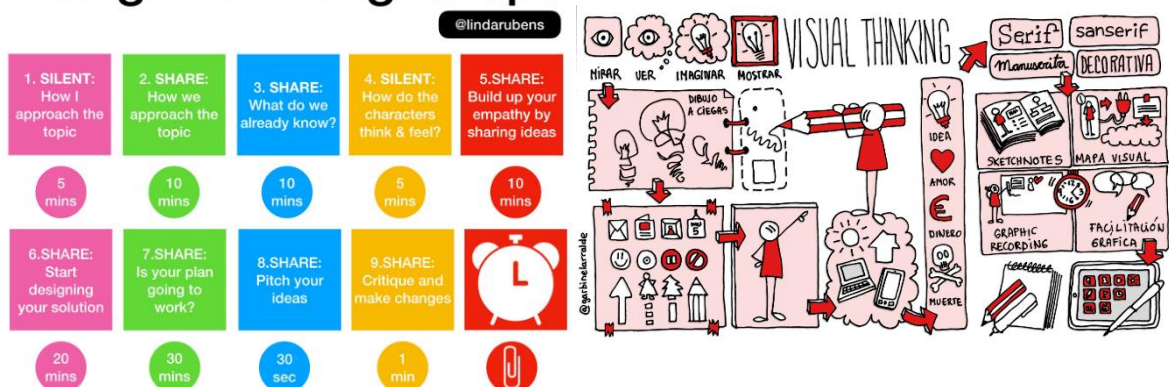 @lindarubens
1. SILENT:
How I
approach the
topic
2. SHARE:
How we
approach the
topic
3. SHARE:
What do we
already know?
4. SILENT:
How do the
characters
think & feel?
5.SHARE:
Build up your
empathy by
sharing ideas
5
mins
10
mins
10
mins
5
mins
10
mins
6.SHARE:
Start
designing
your solution
7.SHARE:
Is your plan
going to
work?
8.SHARE:
Pitch your
ideas
9.SHARE:
Critique and
make changes
20
mins
30
mins
30
sec
1
min
VISUAL THINKING
MIRAR
VER
IMAGINAR
MOSTRAR
DIBUJO
A CIEGAS
@garbinelarralde
IDEA
AMOR
€
DINERO
MUERTE
Serif
sanserif
Manuscrita
DECORATIVA
SKETCHNOTES
MAPA VISUAL
GRAPHIC
RECORDING
FACILITACIÓN
GRAFICA